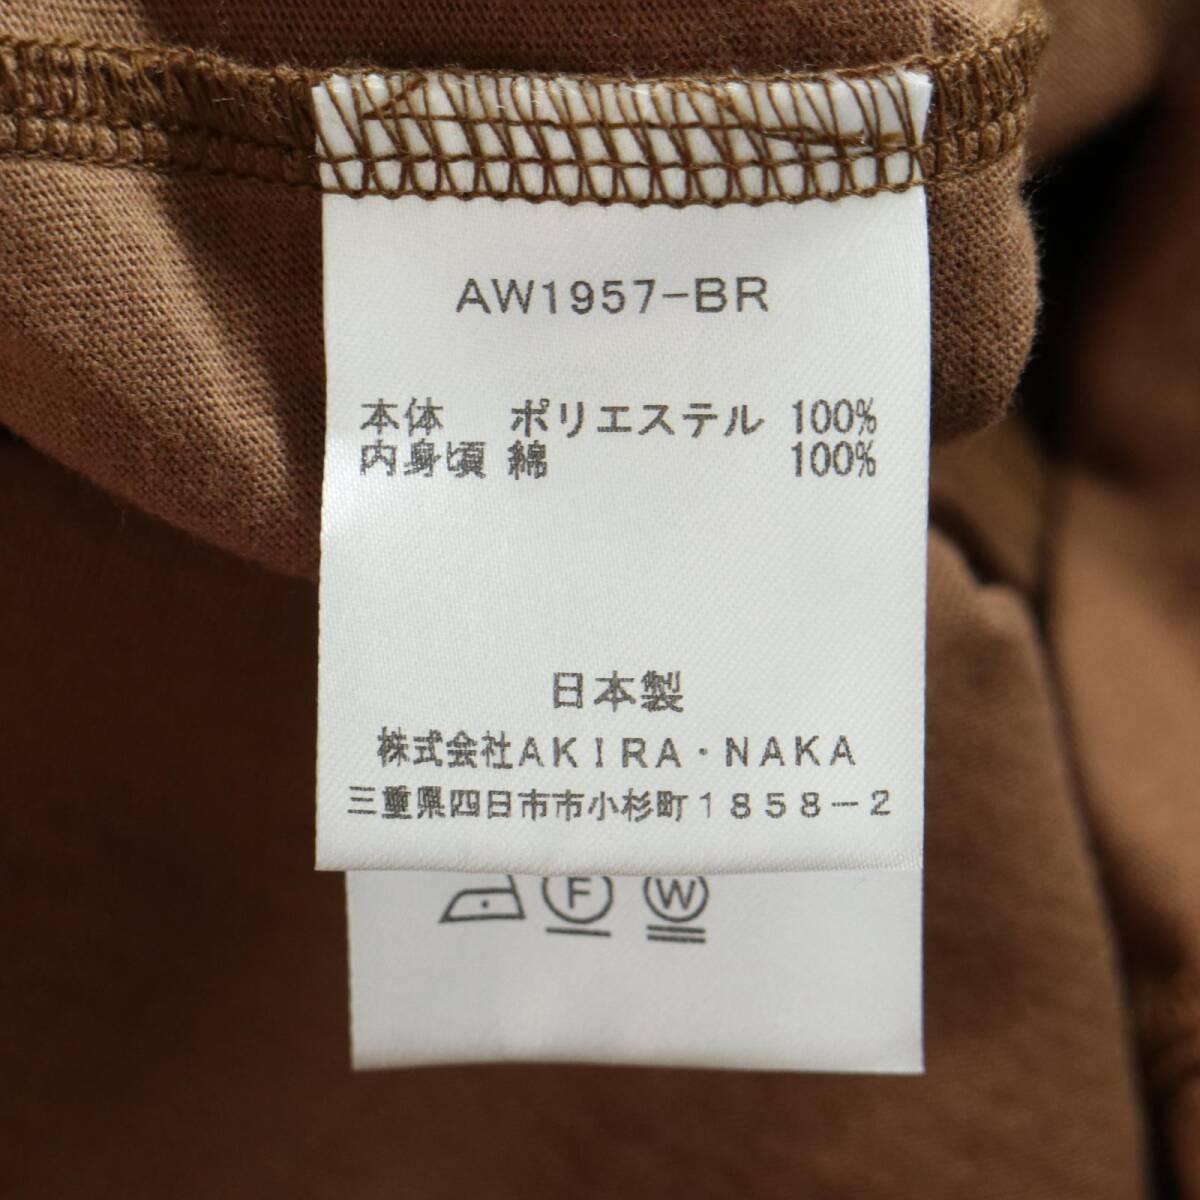 AW1957-BR
本体 ポリエステル 100%
内身頃 綿 100%
日本製
株式会社AKIRA・NAKA
三重県四日市市小杉町1858-2
F W